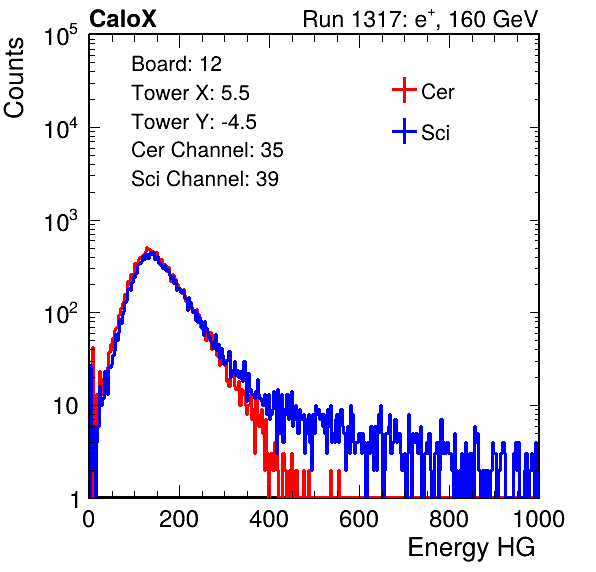 CaloX Run 1317: e⁺, 160 GeV
Counts
10⁵
Board: 12
Tower X: 5.5
Tower Y: -4.5
Cer Channel: 35
Sci Channel: 39
Cer
Sci
10⁴
10³
10²
10
1
0 200 400 600 800 1000
Energy HG